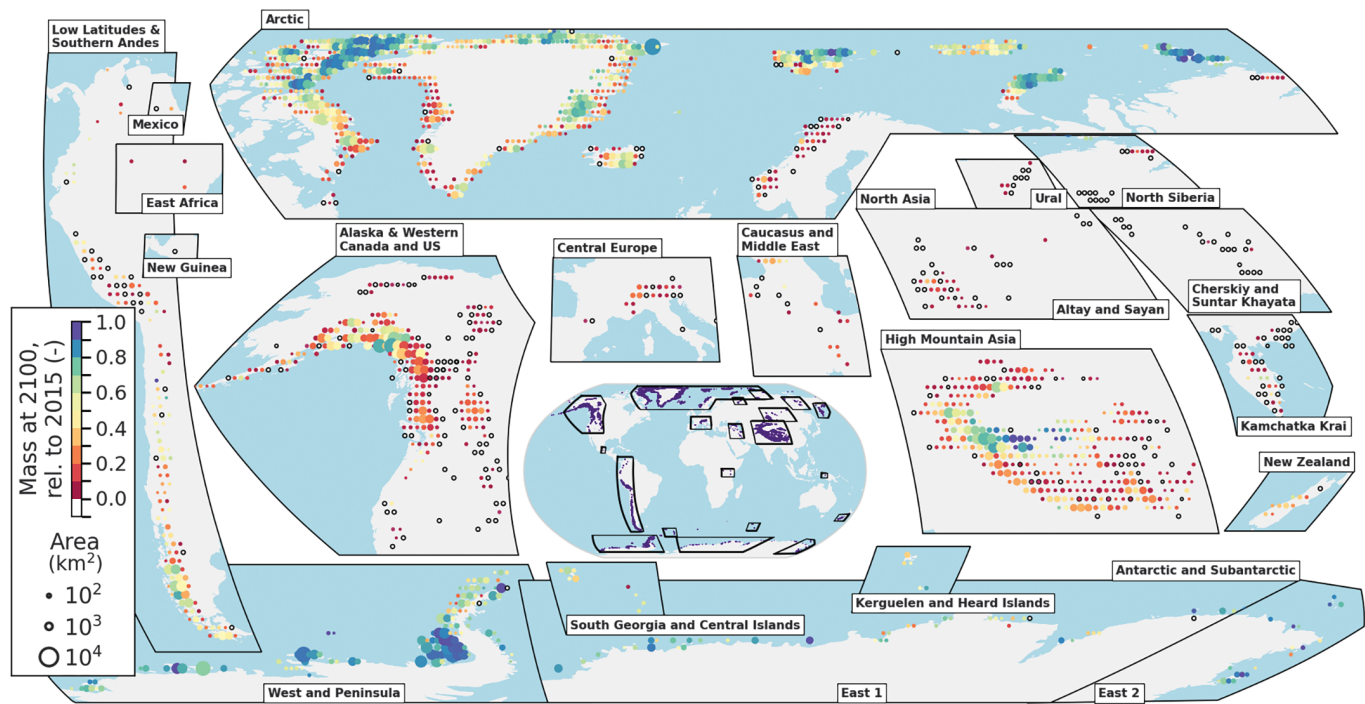 Low Latitudes &
Southern Andes
Arctic
Mexico
East Africa
New Guinea
North Asia
Ural
North Siberia
Alaska & Western
Canada and US
Central Europe
Caucasus and
Middle East
Cherskiy and
Suntar Khayata
Altay and Sayan
High Mountain Asia
Kamchatka Krai
New Zealand
Mass at 2100,
rel. to 2015 (-)
1.0
0.8
0.6
0.4
0.2
0.0
Area
(km²)
10²
10³
10⁴
Antarctic and Subantarctic
Kerguelen and Heard Islands
South Georgia and Central Islands
West and Peninsula
East 1
East 2